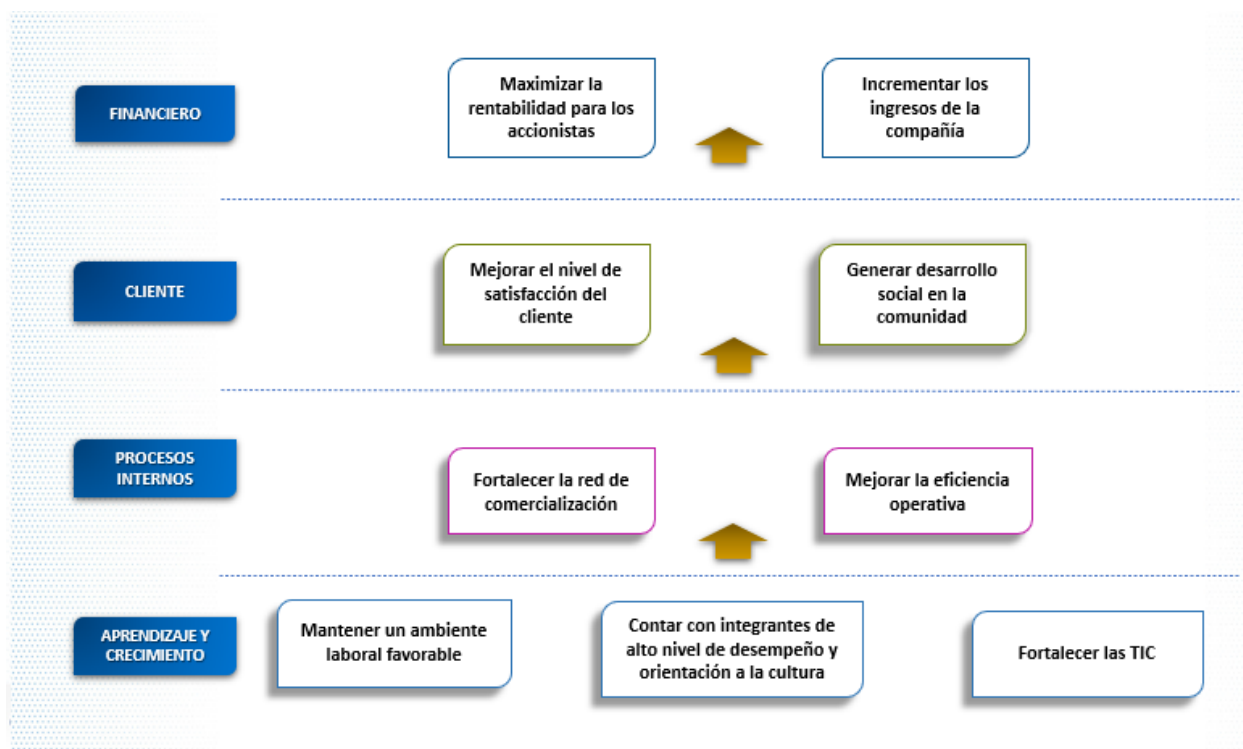 FINANCIERO
Maximizar la
rentabilidad para los
accionistas
Incrementar los
ingresos de la
compañía
CLIENTE
Mejorar el nivel de
satisfacción del
cliente
Generar desarrollo
social en la
comunidad
PROCESOS
INTERNOS
Fortalecer la red de
comercialización
Mejorar la eficiencia
operativa
APRENDIZAJE Y
CRECIMIENTO
Mantener un ambiente
laboral favorable
Contar con integrantes de
alto nivel de desempeño y
orientación a la cultura
Fortalecer las TIC